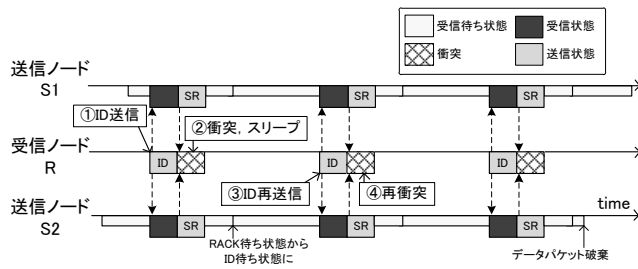 受信待ち状態
受信状態
衝突
送信状態
送信ノード
S1
SR
SR
SR
①ID送信
②衝突, スリープ
受信ノード
R
ID
ID
ID
③ID再送信
④再衝突
送信ノード
S2
SR
SR
SR
time
RACK待ち状態から
ID待ち状態に
データパケット破棄